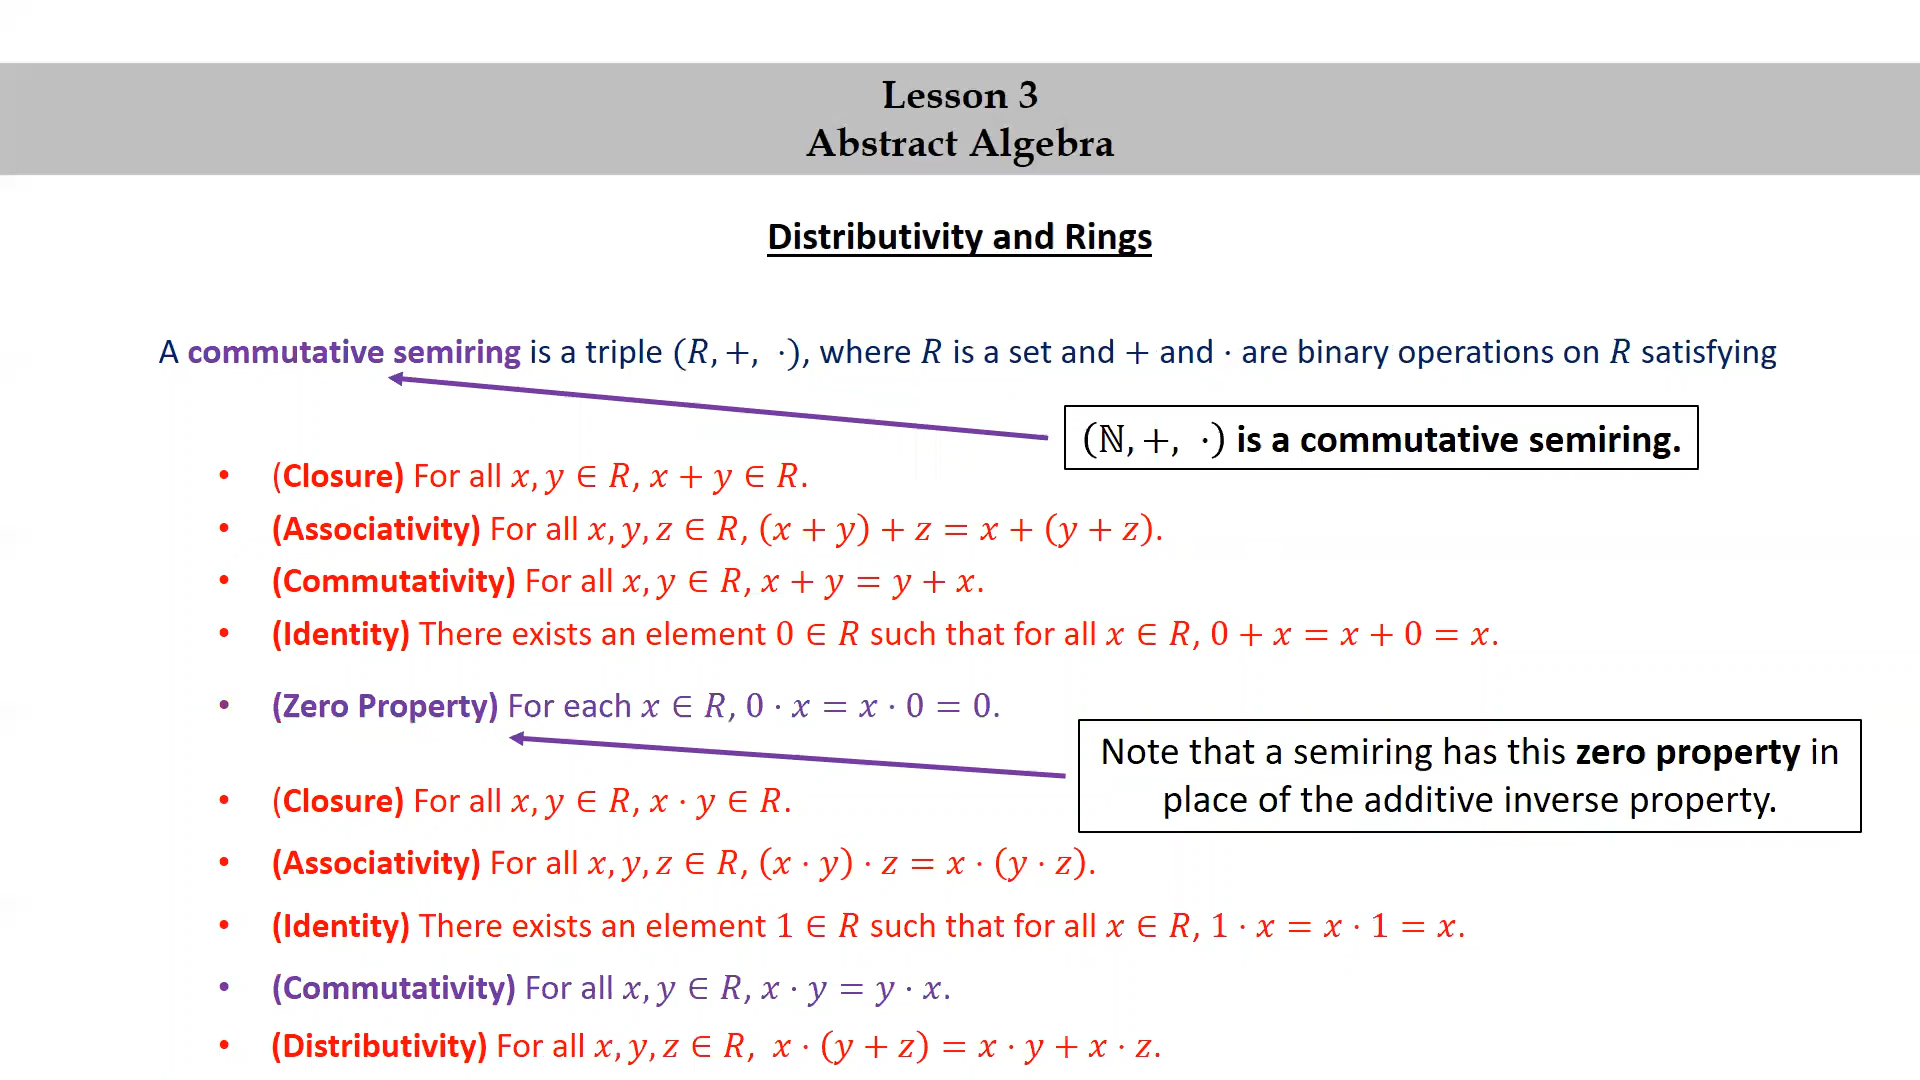 Lesson 3
Abstract Algebra
Distributivity and Rings
A commutative semiring is a triple (𝑅, +, ·), where 𝑅 is a set and + and · are binary operations on 𝑅 satisfying
(ℕ, +, ·) is a commutative semiring.
• (Closure) For all 𝑥, 𝑦 ∈ 𝑅, 𝑥 + 𝑦 ∈ 𝑅.
• (Associativity) For all 𝑥, 𝑦, 𝑧 ∈ 𝑅, (𝑥 + 𝑦) + 𝑧 = 𝑥 + (𝑦 + 𝑧).
• (Commutativity) For all 𝑥, 𝑦 ∈ 𝑅, 𝑥 + 𝑦 = 𝑦 + 𝑥.
• (Identity) There exists an element 0 ∈ 𝑅 such that for all 𝑥 ∈ 𝑅, 0 + 𝑥 = 𝑥 + 0 = 𝑥.
• (Zero Property) For each 𝑥 ∈ 𝑅, 0 · 𝑥 = 𝑥 · 0 = 0.
Note that a semiring has this zero property in
place of the additive inverse property.
• (Closure) For all 𝑥, 𝑦 ∈ 𝑅, 𝑥 · 𝑦 ∈ 𝑅.
• (Associativity) For all 𝑥, 𝑦, 𝑧 ∈ 𝑅, (𝑥 · 𝑦) · 𝑧 = 𝑥 · (𝑦 · 𝑧).
• (Identity) There exists an element 1 ∈ 𝑅 such that for all 𝑥 ∈ 𝑅, 1 · 𝑥 = 𝑥 · 1 = 𝑥.
• (Commutativity) For all 𝑥, 𝑦 ∈ 𝑅, 𝑥 · 𝑦 = 𝑦 · 𝑥.
• (Distributivity) For all 𝑥, 𝑦, 𝑧 ∈ 𝑅, 𝑥 · (𝑦 + 𝑧) = 𝑥 · 𝑦 + 𝑥 · 𝑧.